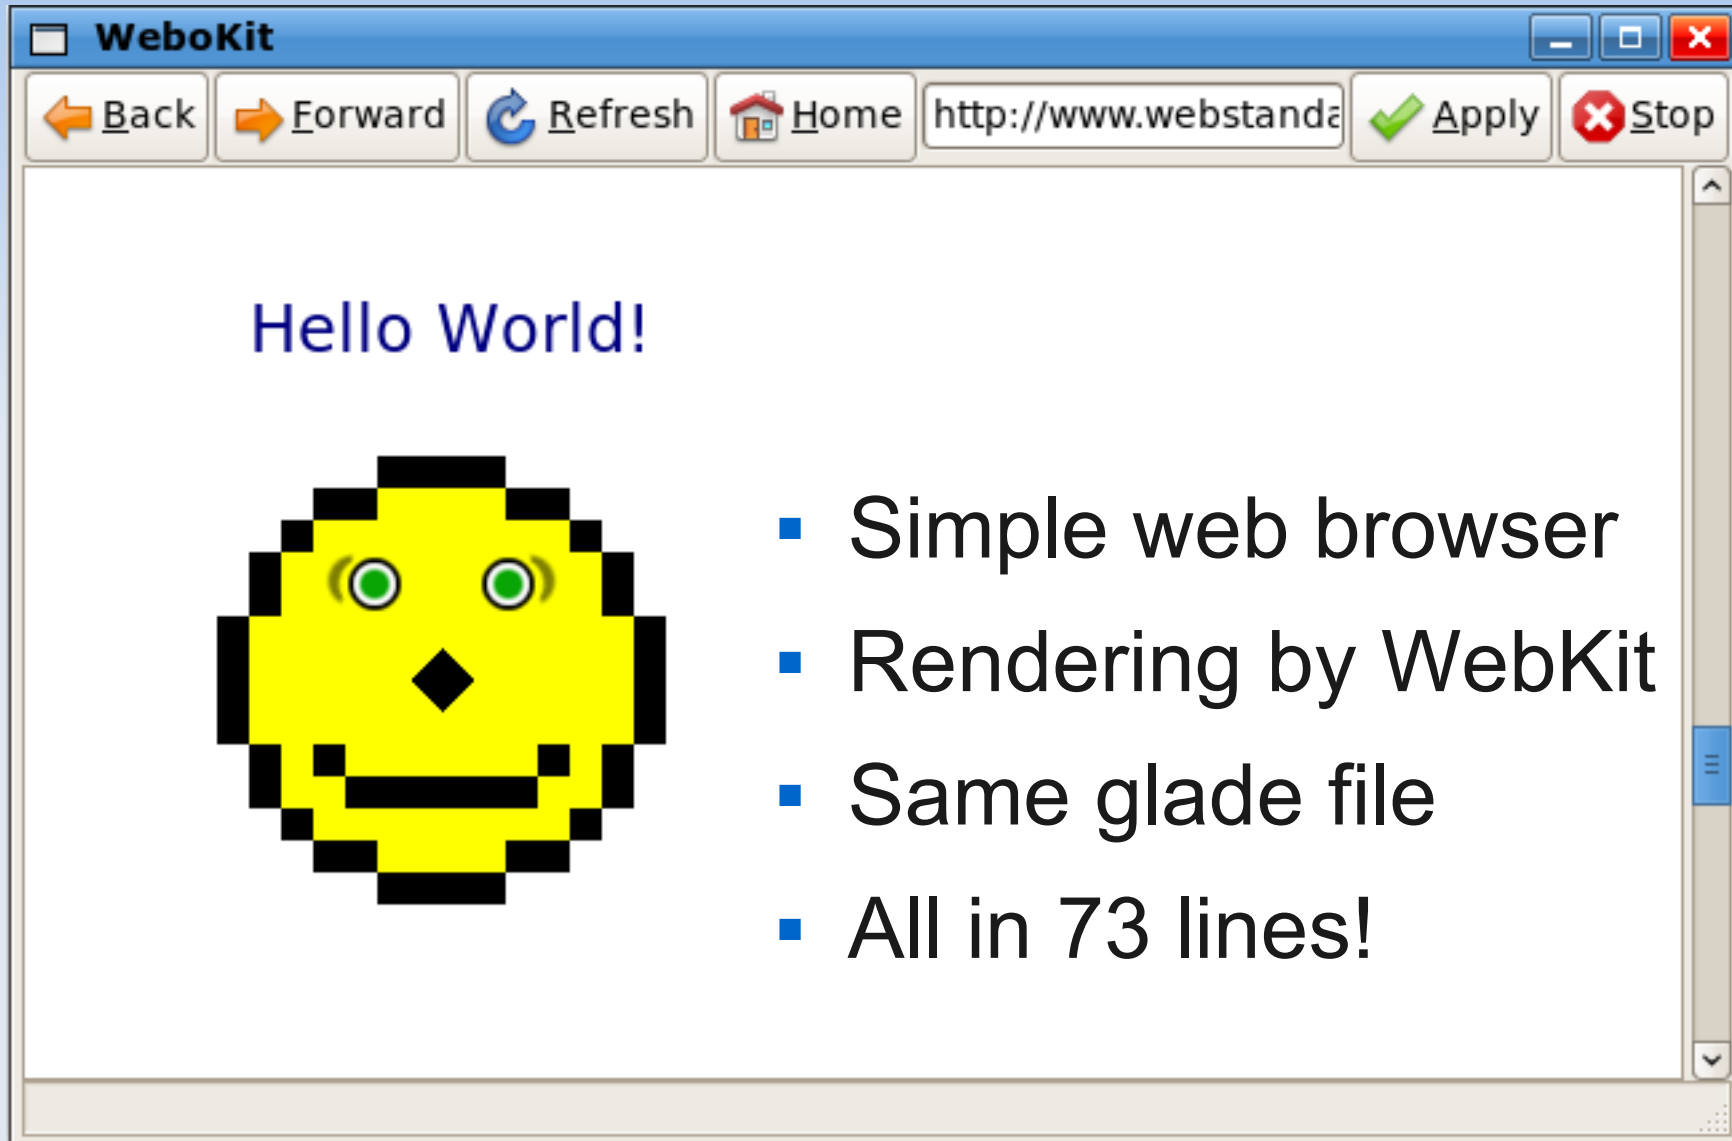 WeboKit
Back Forward Refresh Home http://www.webstanda Apply Stop
Hello World!
Simple web browser
Rendering by WebKit
Same glade file
All in 73 lines!